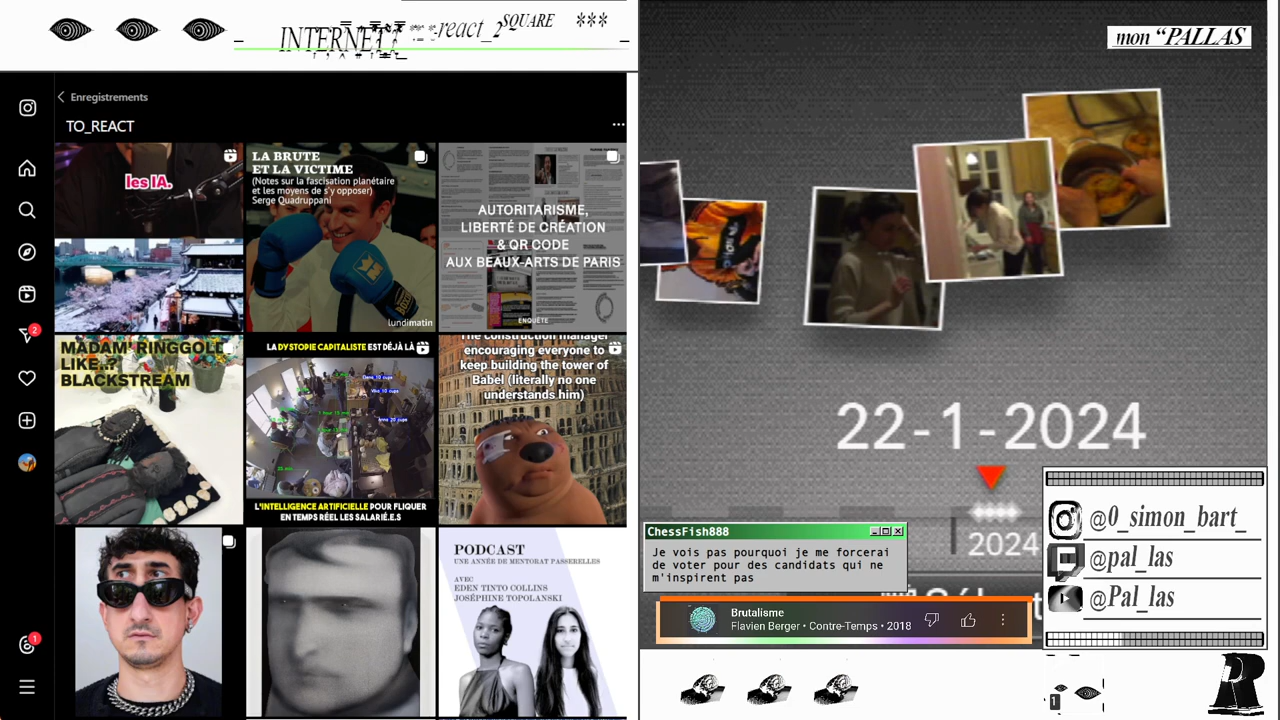 INTERNET
-react_2
SQUARE
***
Enregistrements
TO_REACT
les IA.
LA BRUTE
ET LA VICTIME
(Notes sur la fascisation planétaire
et les moyens de s'y opposer)
Serge Quadruppani
lundimatin
AUTORITARISME,
LIBERTÉ DE CRÉATION
& QR CODE
AUX BEAUX-ARTS DE PARIS
ENQUÊTE
MADAM' RINGGOLD
LIKE..?
BLACKSTREAM
LA DYSTOPIE CAPITALISTE EST DÉJÀ LÀ
L'INTELLIGENCE ARTIFICIELLE POUR FLIQUER
EN TEMPS RÉEL LES SALARIÉ.E.S
The construction manager
encouraging everyone to
keep building the tower of
Babel (literally no one
understands him)
PODCAST
UNE ANNÉE DE MENTORAT PASSERELLES
AVEC
EDEN TINTO COLLINS
JOSÉPHINE TOPOLANSKI
2
1
mon “PALLAS
22-1-2024
2024
ChessFish888
Je vois pas pourquoi je me forcerai
de voter pour des candidats qui ne
m'inspirent pas
Brutalisme
Flavien Berger • Contre-Temps • 2018
@0_simon_bart_
@pal_las
@Pal_las
1